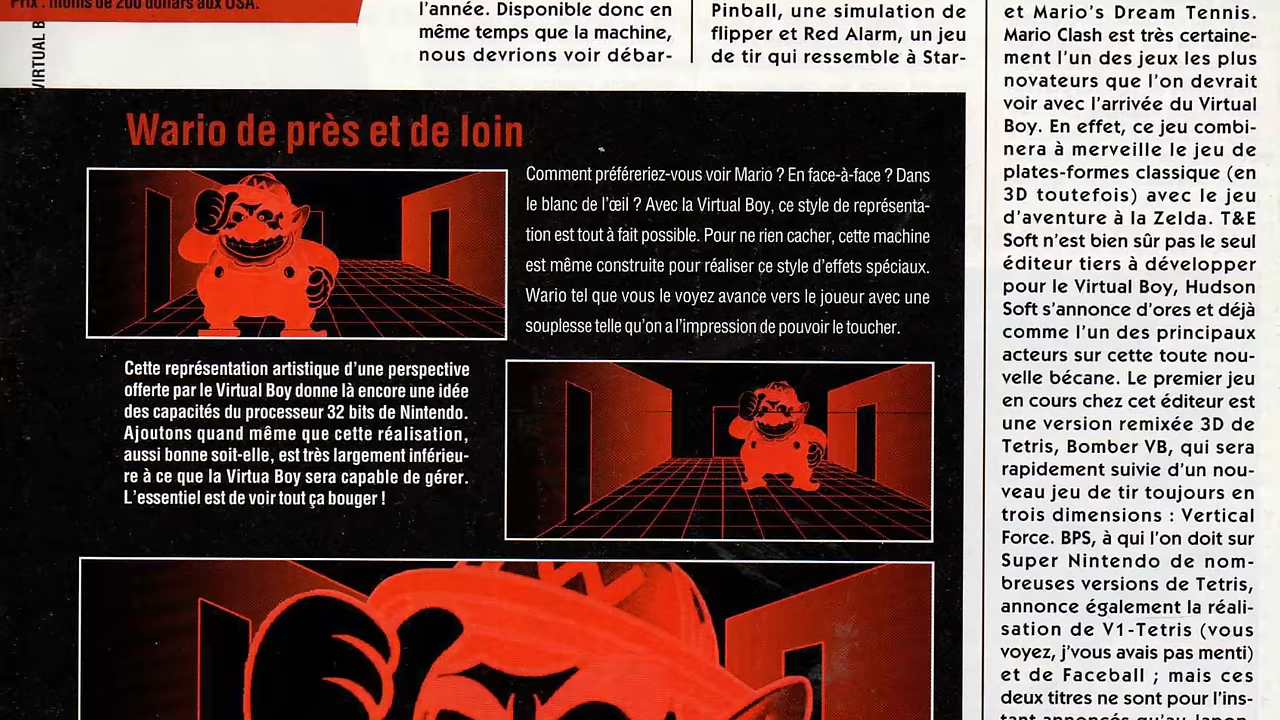 Prix : moins de 200 dollars aux USA.
VIRTUAL B
l'année. Disponible donc en
même temps que la machine,
nous devrions voir débar-
Pinball, une simulation de
flipper et Red Alarm, un jeu
de tir qui ressemble à Star-
Wario de près et de loin
Comment préféreriez-vous voir Mario ? En face-à-face ? Dans
le blanc de l'œil ? Avec la Virtual Boy, ce style de représenta-
tion est tout à fait possible. Pour ne rien cacher, cette machine
est même construite pour réaliser ce style d'effets spéciaux.
Wario tel que vous le voyez avance vers le joueur avec une
souplesse telle qu'on a l'impression de pouvoir le toucher.
Cette représentation artistique d'une perspective
offerte par le Virtual Boy donne là encore une idée
des capacités du processeur 32 bits de Nintendo.
Ajoutons quand même que cette réalisation,
aussi bonne soit-elle, est très largement inférieu-
re à ce que la Virtua Boy sera capable de gérer.
L'essentiel est de voir tout ça bouger !
et Mario's Dream Tennis.
Mario Clash est très certaine-
ment l'un des jeux les plus
novateurs que l'on devrait
voir avec l'arrivée du Virtual
Boy. En effet, ce jeu combi-
nera à merveille le jeu de
plates-formes classique (en
3D toutefois) avec le jeu
d'aventure à la Zelda. T&E
Soft n'est bien sûr pas le seul
éditeur tiers à développer
pour le Virtual Boy, Hudson
Soft s'annonce d'ores et déjà
comme l'un des principaux
acteurs sur cette toute nou-
velle bécane. Le premier jeu
en cours chez cet éditeur est
une version remixée 3D de
Tetris, Bomber VB, qui sera
rapidement suivie d'un nou-
veau jeu de tir toujours en
trois dimensions : Vertical
Force. BPS, à qui l'on doit sur
Super Nintendo de nom-
breuses versions de Tetris,
annonce également la réali-
sation de V1-Tetris (vous
voyez, j'vous avais pas menti)
et de Faceball ; mais ces
deux titres ne sont pour l'ins-
tant annoncés qu'au Japon.